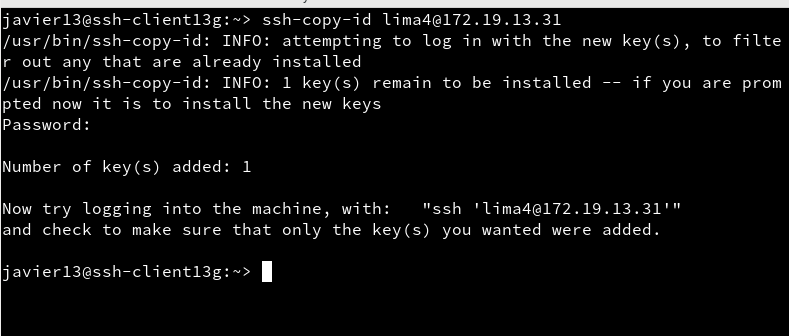 javier13@ssh-client13g:~> ssh-copy-id lima4@172.19.13.31
/usr/bin/ssh-copy-id: INFO: attempting to log in with the new key(s), to filte
r out any that are already installed
/usr/bin/ssh-copy-id: INFO: 1 key(s) remain to be installed -- if you are prom
pted now it is to install the new keys
Password:
Number of key(s) added: 1
Now try logging into the machine, with:   "ssh 'lima4@172.19.13.31'"
and check to make sure that only the key(s) you wanted were added.
javier13@ssh-client13g:~>